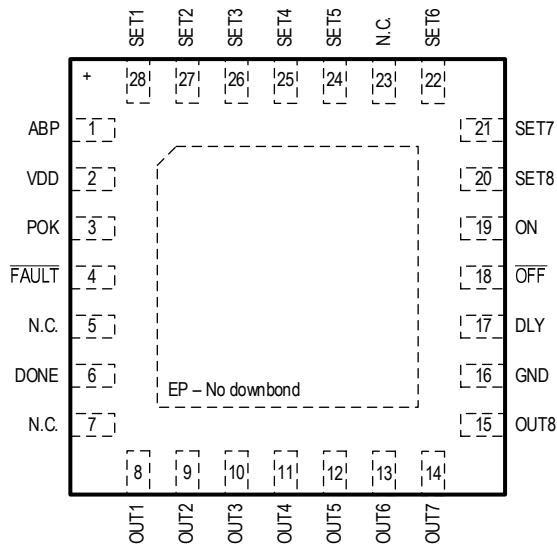 SET1 SET2 SET3 SET4 SET5 N.C. SET6
+ 28 27 26 25 24 23 22
ABP 1 21 SET7
VDD 2 20 SET8
POK 3 19 ON
F̅A̅U̅L̅T̅ 4 18 O̅F̅F̅
N.C. 5 17 DLY
DONE 6 16 GND
EP – No downbond
N.C. 7 15 OUT8
8 9 10 11 12 13 14
OUT1 OUT2 OUT3 OUT4 OUT5 OUT6 OUT7